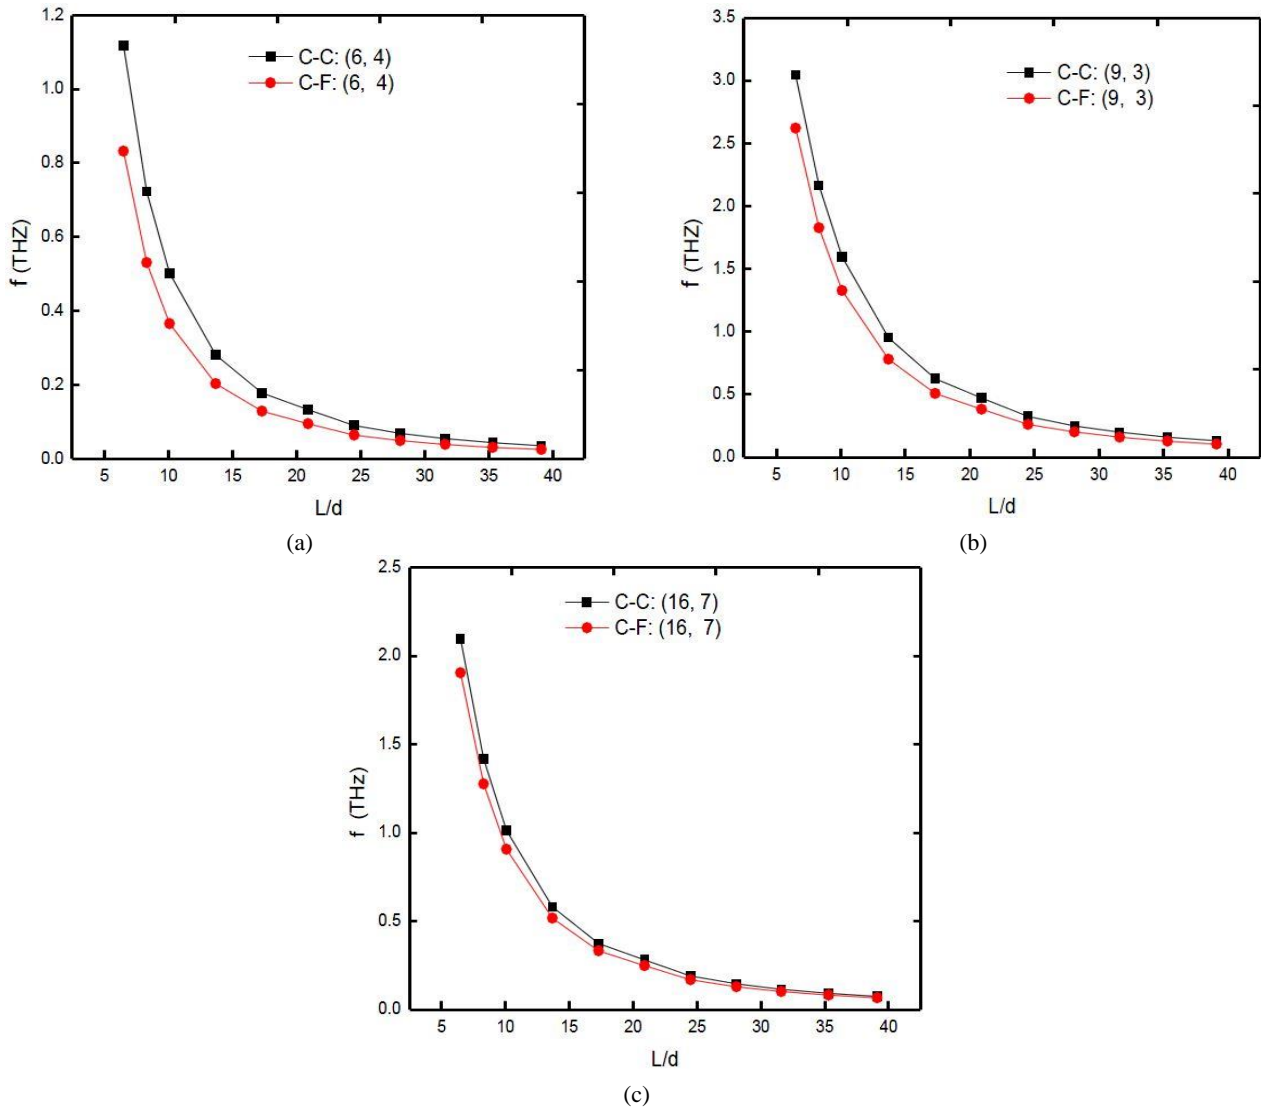 1.2
1.0
0.8
0.6
0.4
0.2
0.0
f (THZ)
C-C: (6, 4)
C-F: (6, 4)
5 10 15 20 25 30 35 40
L/d
(a)
3.5
3.0
2.5
2.0
1.5
1.0
0.5
0.0
f (THZ)
C-C: (9, 3)
C-F: (9, 3)
5 10 15 20 25 30 35 40
L/d
(b)
2.5
2.0
1.5
1.0
0.5
0.0
f (THz)
C-C: (16, 7)
C-F: (16, 7)
5 10 15 20 25 30 35 40
L/d
(c)